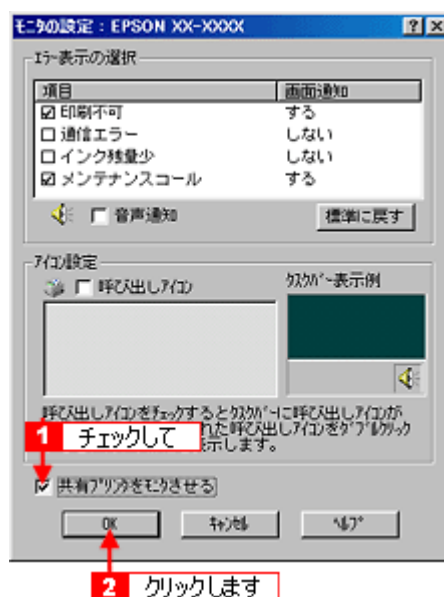 モニタの設定：EPSON XX-XXXX
エラー表示の選択
項目 画面通知
印刷不可 する
通信エラー しない
インク残量少 しない
メンテナンスコール する
音声通知 標準に戻す
アイコン設定
呼び出しアイコン タスクバー表示例
呼び出しアイコンをチェックするとタスクバーに呼び出しアイコンが
1 チェックして れた呼び出しアイコンをダブルクリック
示します。
共有プリンタをモニタさせる
OK キャンセル ヘルプ
2 クリックします